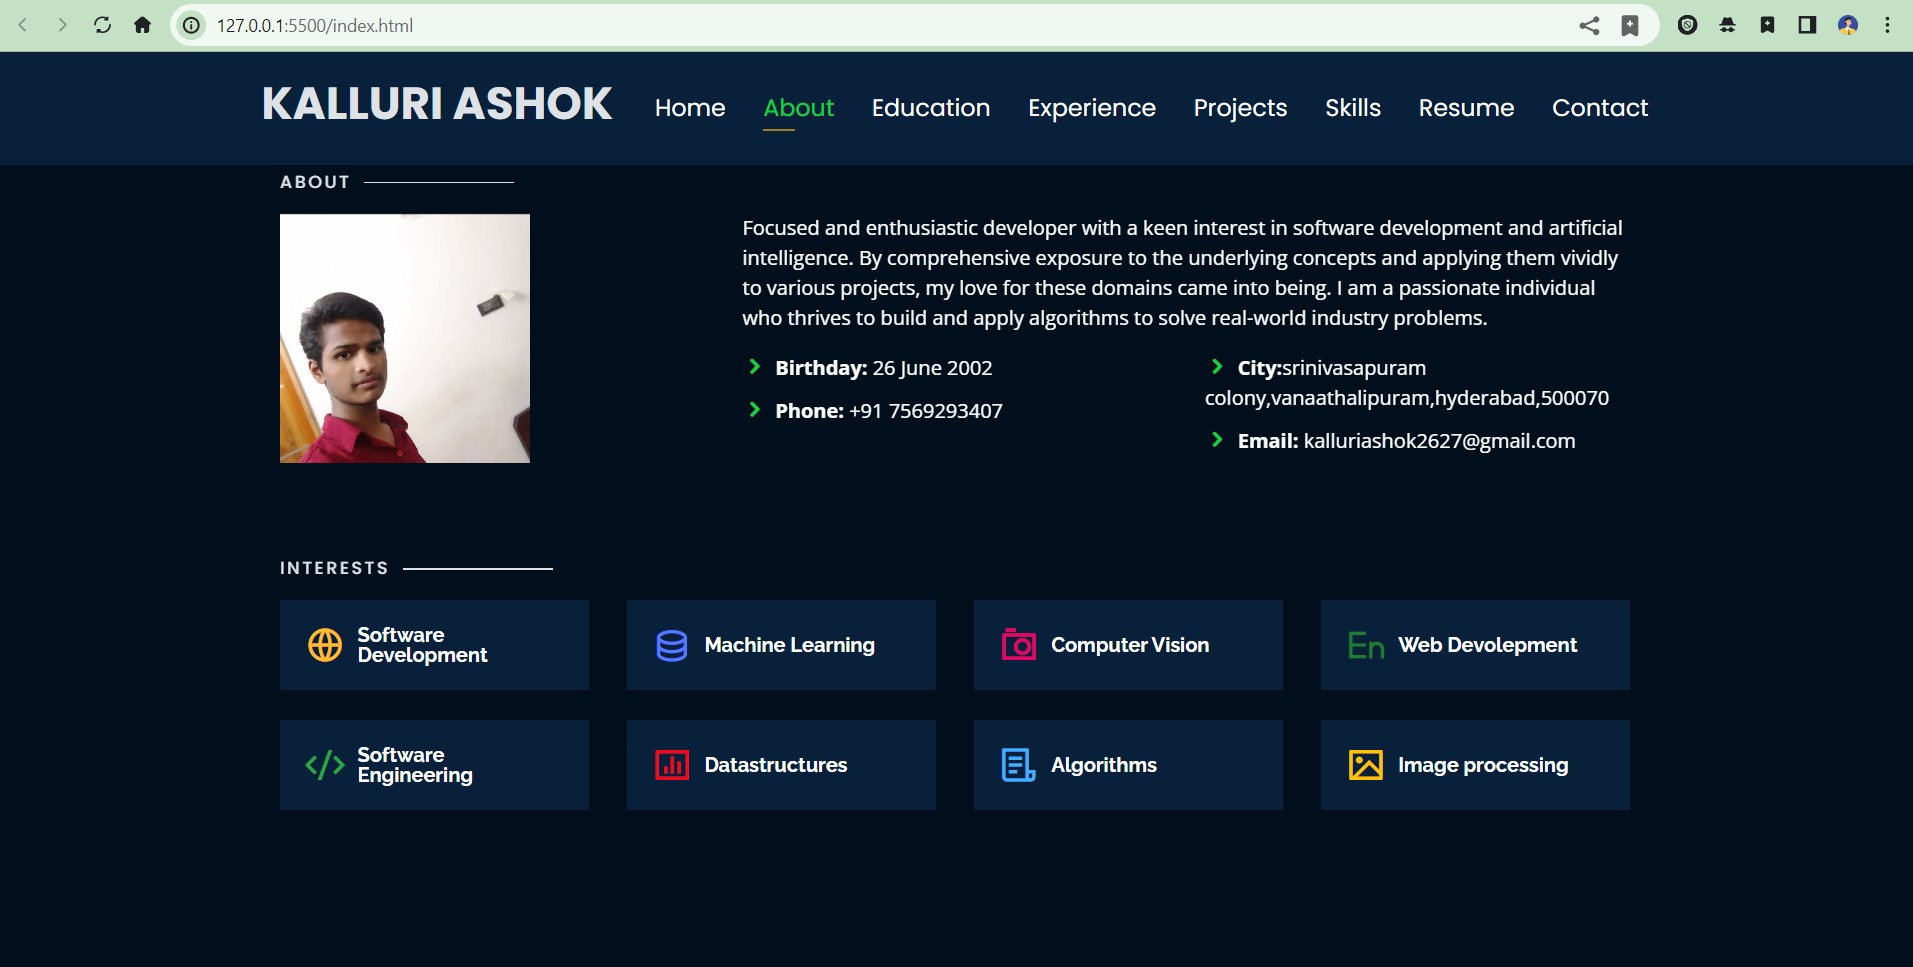 127.0.0.1:5500/index.html
KALLURI ASHOK Home About Education Experience Projects Skills Resume Contact
ABOUT
Focused and enthusiastic developer with a keen interest in software development and artificial
intelligence. By comprehensive exposure to the underlying concepts and applying them vividly
to various projects, my love for these domains came into being. I am a passionate individual
who thrives to build and apply algorithms to solve real-world industry problems.
Birthday: 26 June 2002
Phone: +91 7569293407
City:srinivasapuram
colony,vanaathalipuram,hyderabad,500070
Email: kalluriashok2627@gmail.com
INTERESTS
Software
Development
Machine Learning
Computer Vision
En Web Devolepment
</> Software
Engineering
Datastructures
Algorithms
Image processing